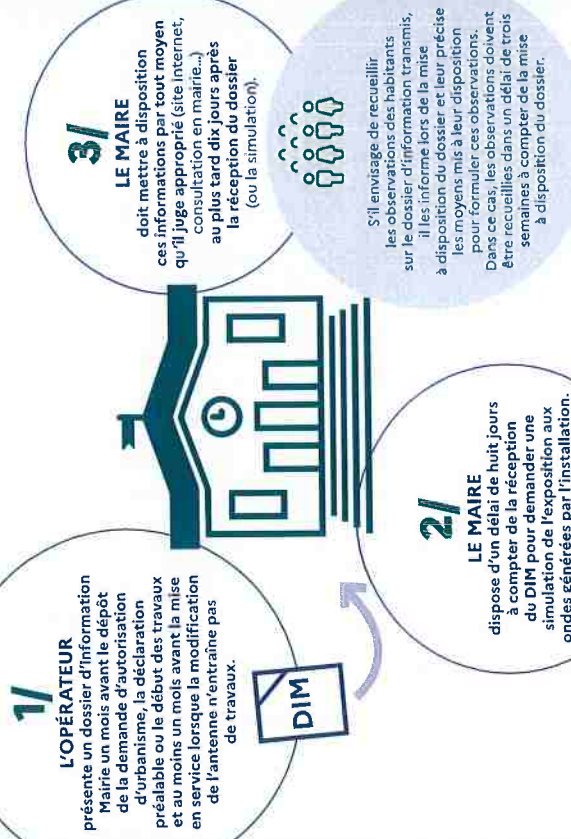 1/
L'OPÉRATEUR
présente un dossier d'information
Mairie un mois avant le dépôt
de la demande d'autorisation
d'urbanisme, la déclaration
préalable ou le début des travaux
et au moins un mois avant la mise
en service lorsque la modification
de l'antenne n'entraîne pas
de travaux.
DIM
2/
LE MAIRE
dispose d'un délai de huit jours
à compter de la réception
du DIM pour demander une
simulation de l'exposition aux
ondes générées par l'installation.
3/
LE MAIRE
doit mettre à disposition
ces informations par tout moyen
qu'il juge approprié (site internet,
consultation en mairie...)
au plus tard dix jours après
la réception du dossier
(ou la simulation).
S'il envisage de recueillir
les observations des habitants
sur le dossier d'information transmis,
il les informe lors de la mise
à disposition du dossier et leur précise
les moyens mis à leur disposition
pour formuler ces observations.
Dans ce cas, les observations doivent
être recueillies dans un délai de trois
semaines à compter de la mise
à disposition du dossier.